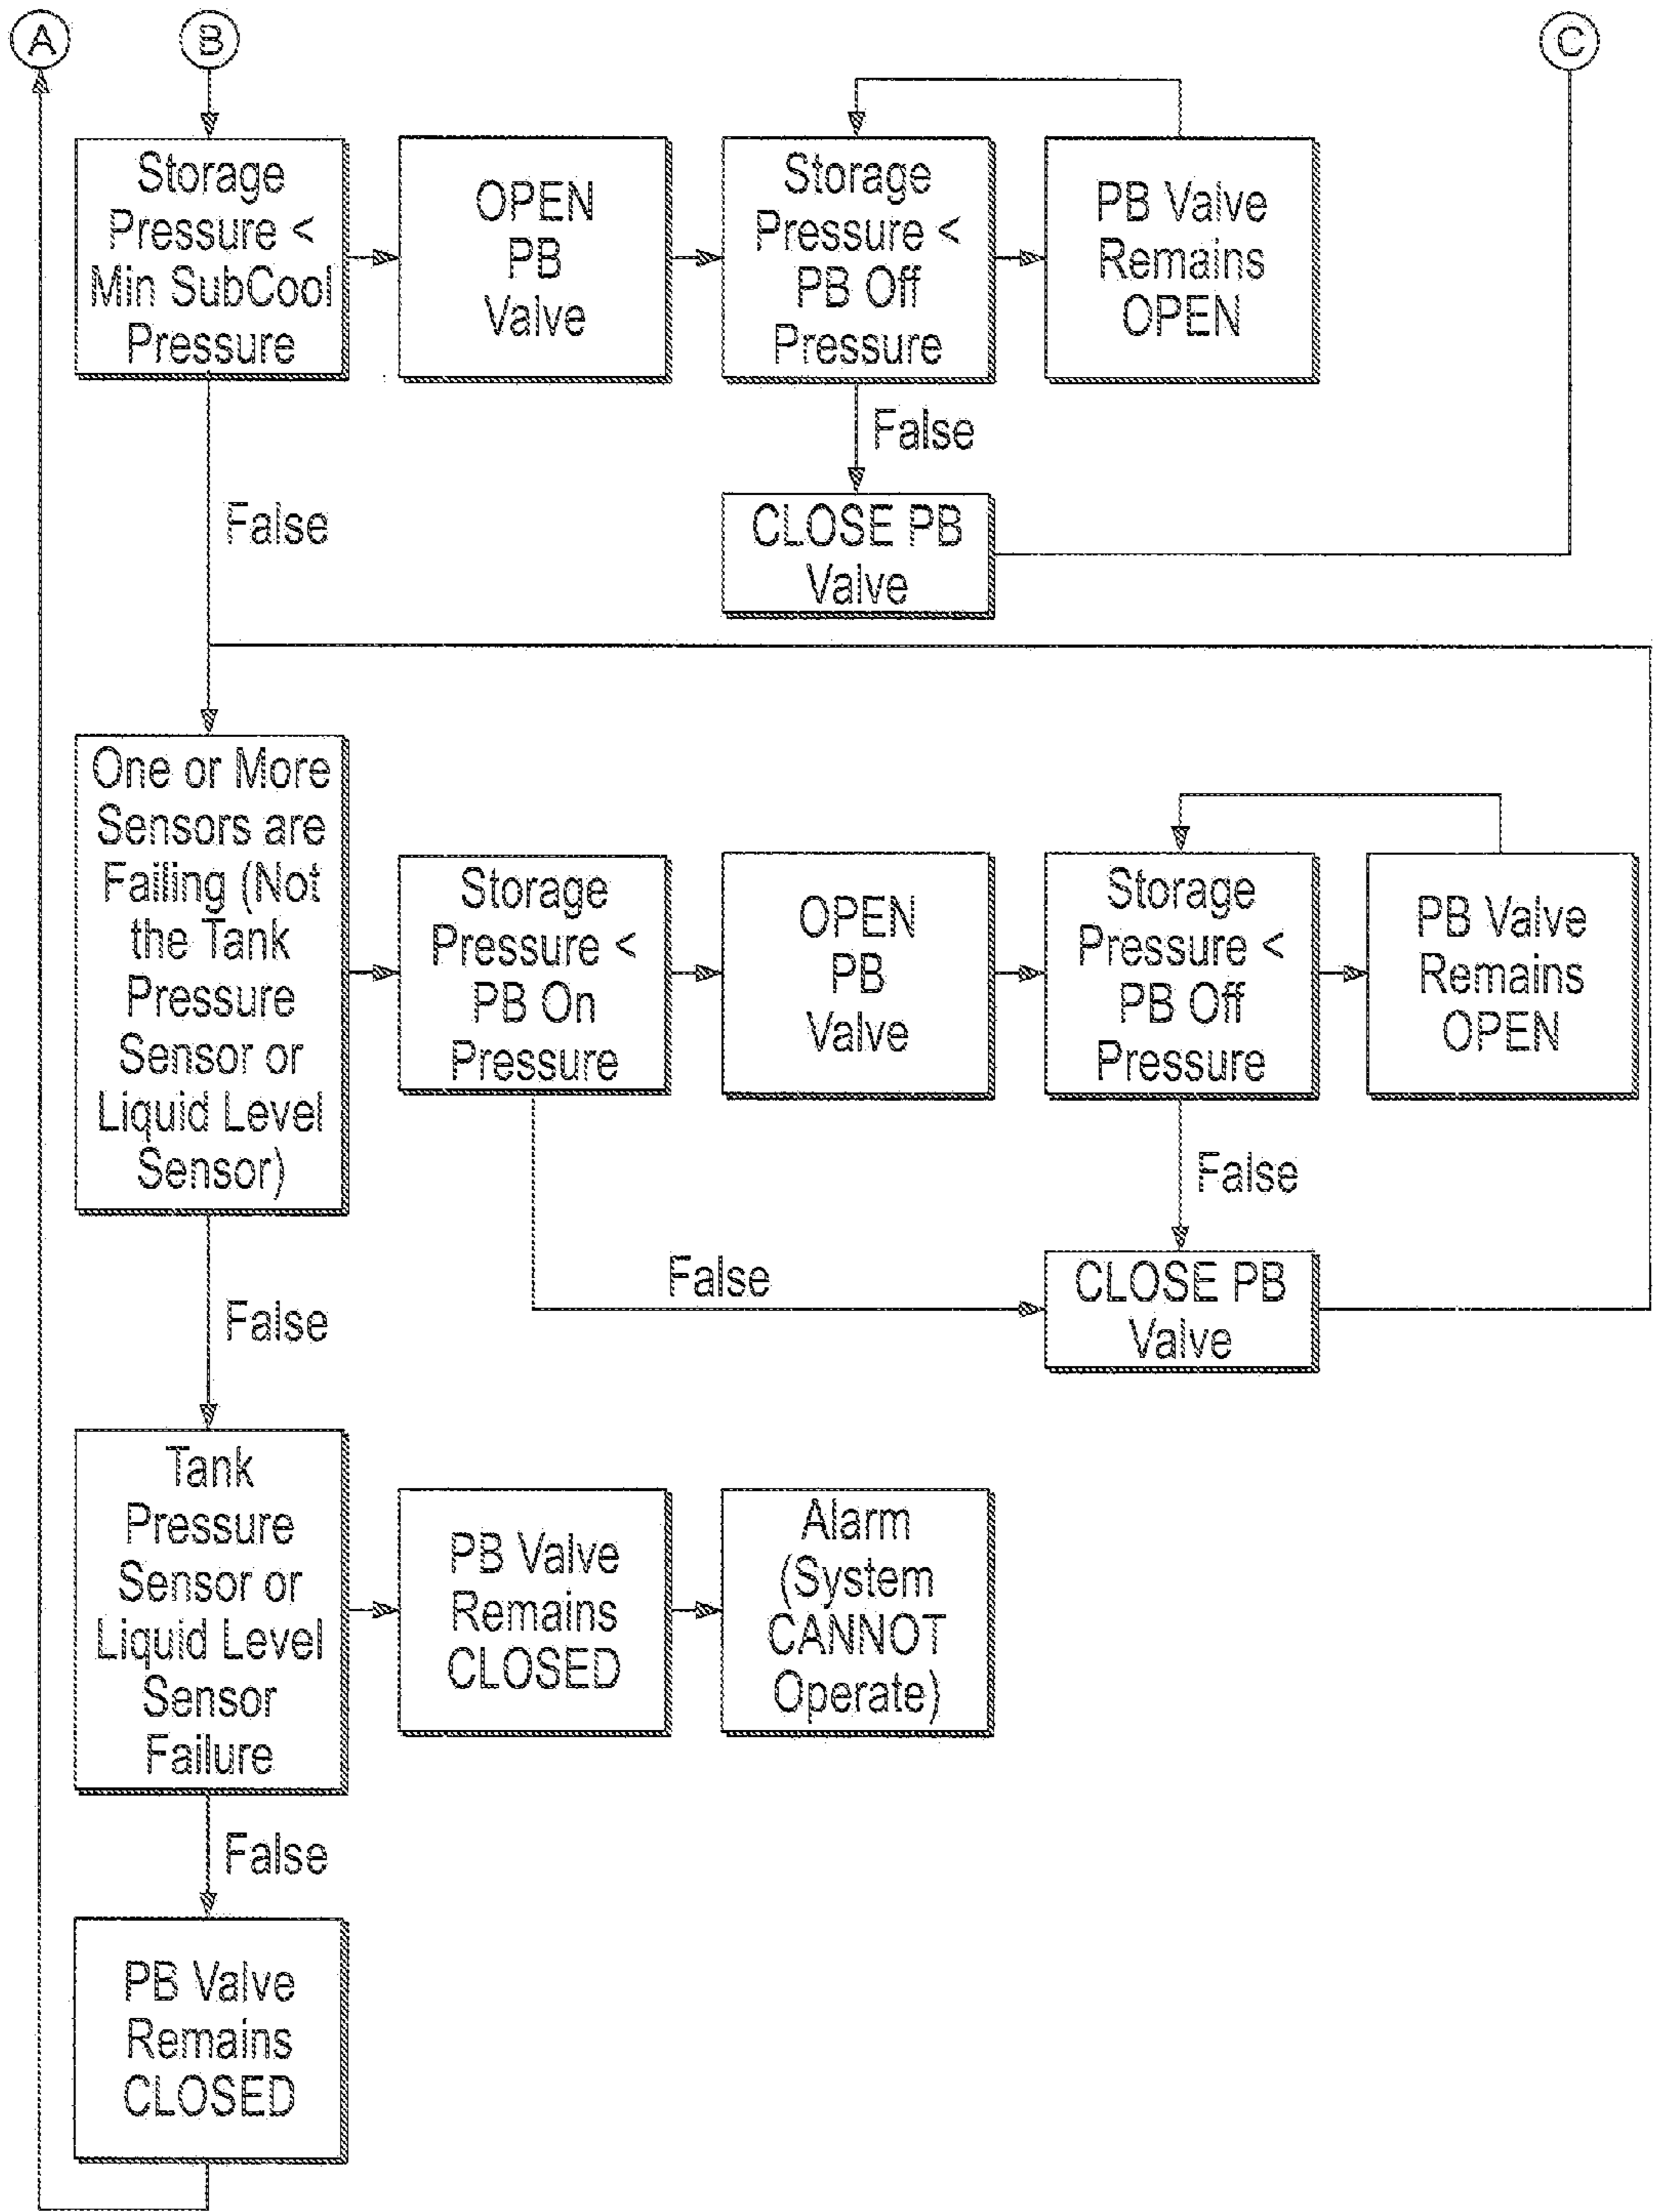 A
B
C
Storage
Pressure <
Min SubCool
Pressure
OPEN
PB
Valve
Storage
Pressure <
PB Off
Pressure
PB Valve
Remains
OPEN
False
False
CLOSE PB
Valve
One or More
Sensors are
Failing (Not
the Tank
Pressure
Sensor or
Liquid Level
Sensor)
Storage
Pressure <
PB On
Pressure
OPEN
PB
Valve
Storage
Pressure <
PB Off
Pressure
PB Valve
Remains
OPEN
False
False
False
CLOSE PB
Valve
Tank
Pressure
Sensor or
Liquid Level
Sensor
Failure
PB Valve
Remains
CLOSED
Alarm
(System
CANNOT
Operate)
False
PB Valve
Remains
CLOSED